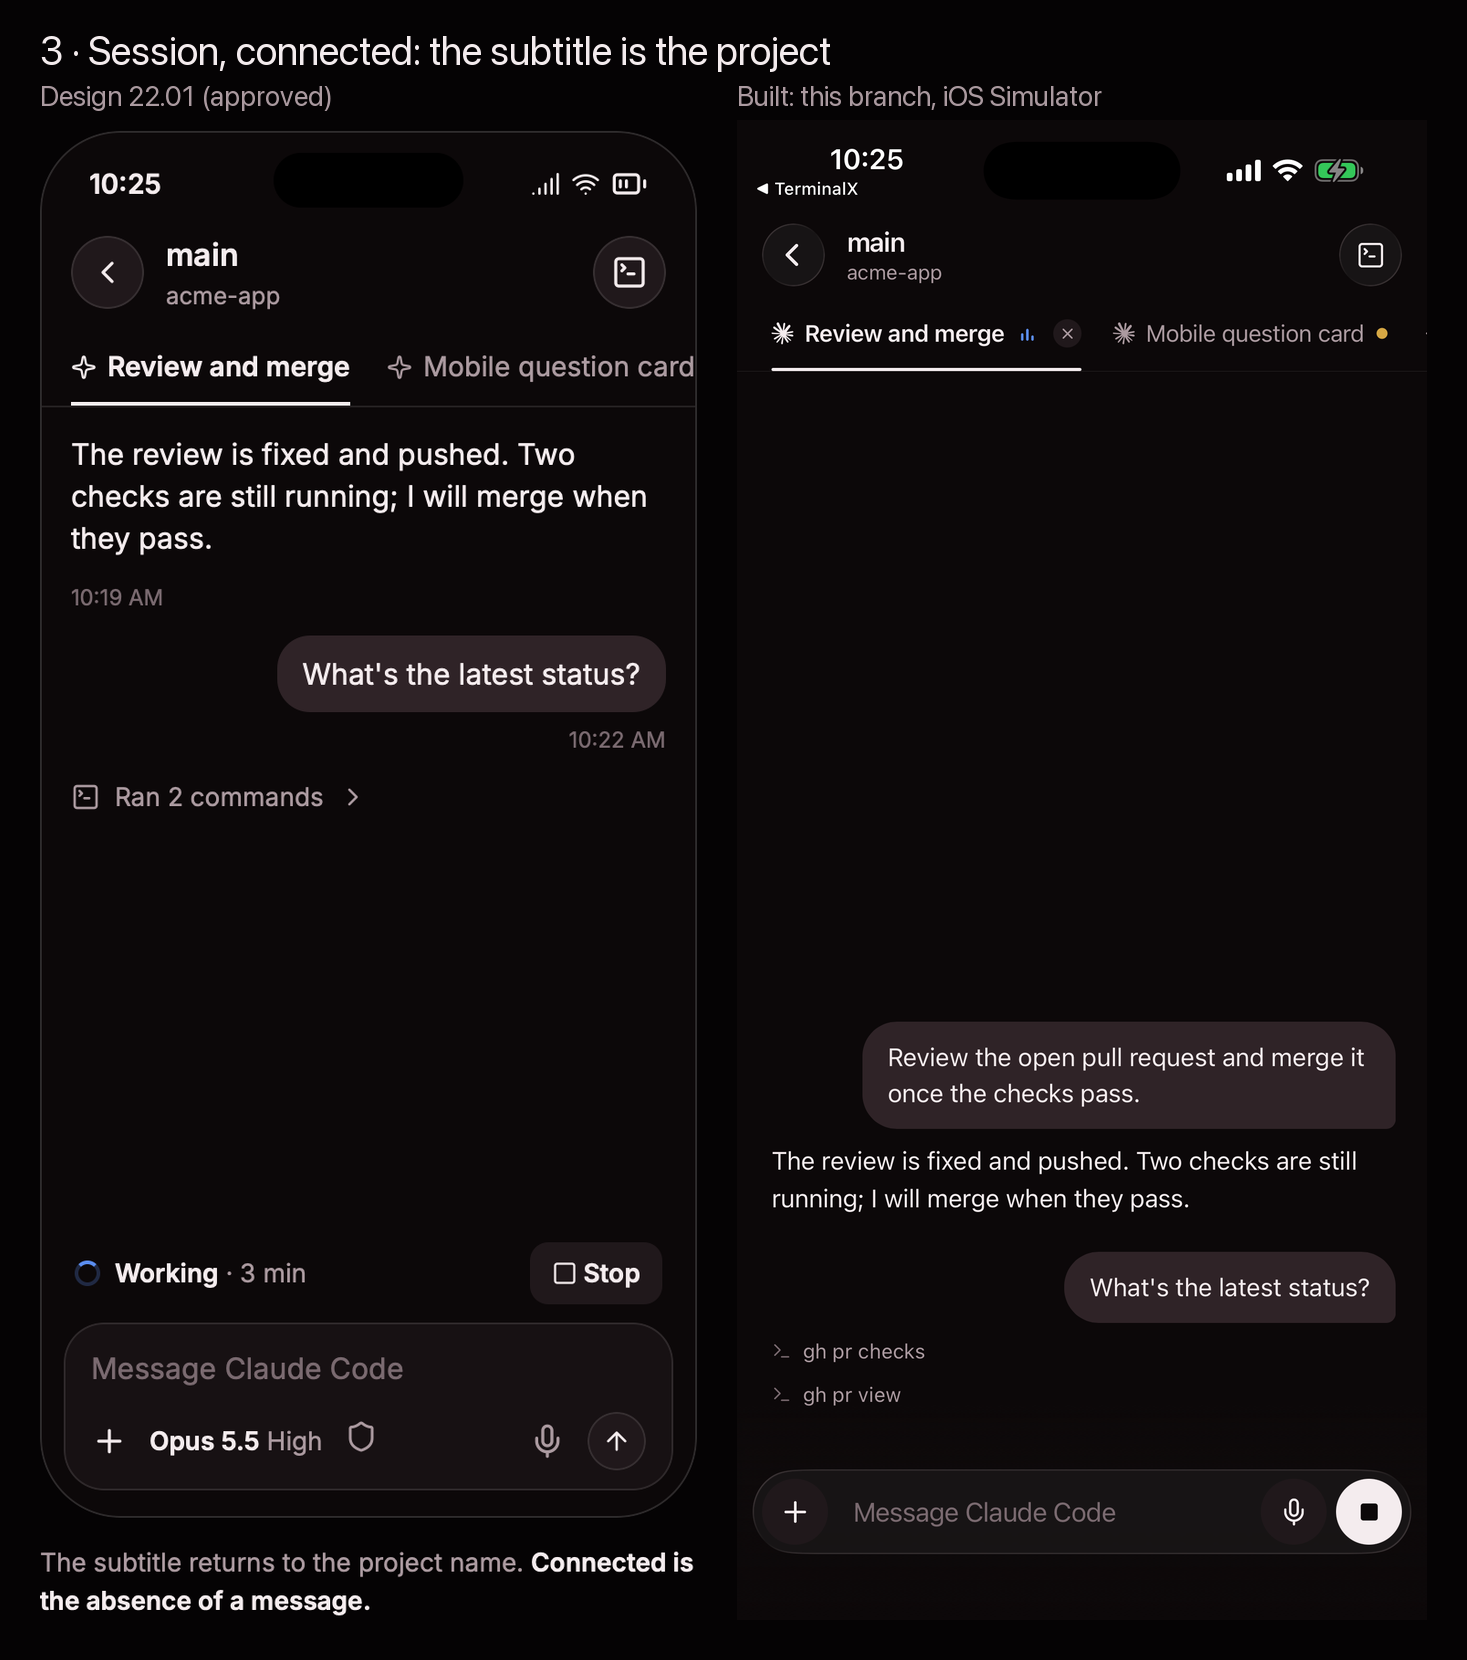 3 · Session, connected: the subtitle is the project
Design 22.01 (approved)
10:25
main
acme-app
Review and merge
Mobile question card
The review is fixed and pushed. Two
checks are still running; I will merge when
they pass.
10:19 AM
What's the latest status?
10:22 AM
Ran 2 commands
Working · 3 min
Stop
Message Claude Code
Opus 5.5 High
The subtitle returns to the project name. Connected is
the absence of a message.
Built: this branch, iOS Simulator
10:25
TerminalX
main
acme-app
Review and merge
Mobile question card
Review the open pull request and merge it
once the checks pass.
The review is fixed and pushed. Two checks are still
running; I will merge when they pass.
What's the latest status?
gh pr checks
gh pr view
Message Claude Code